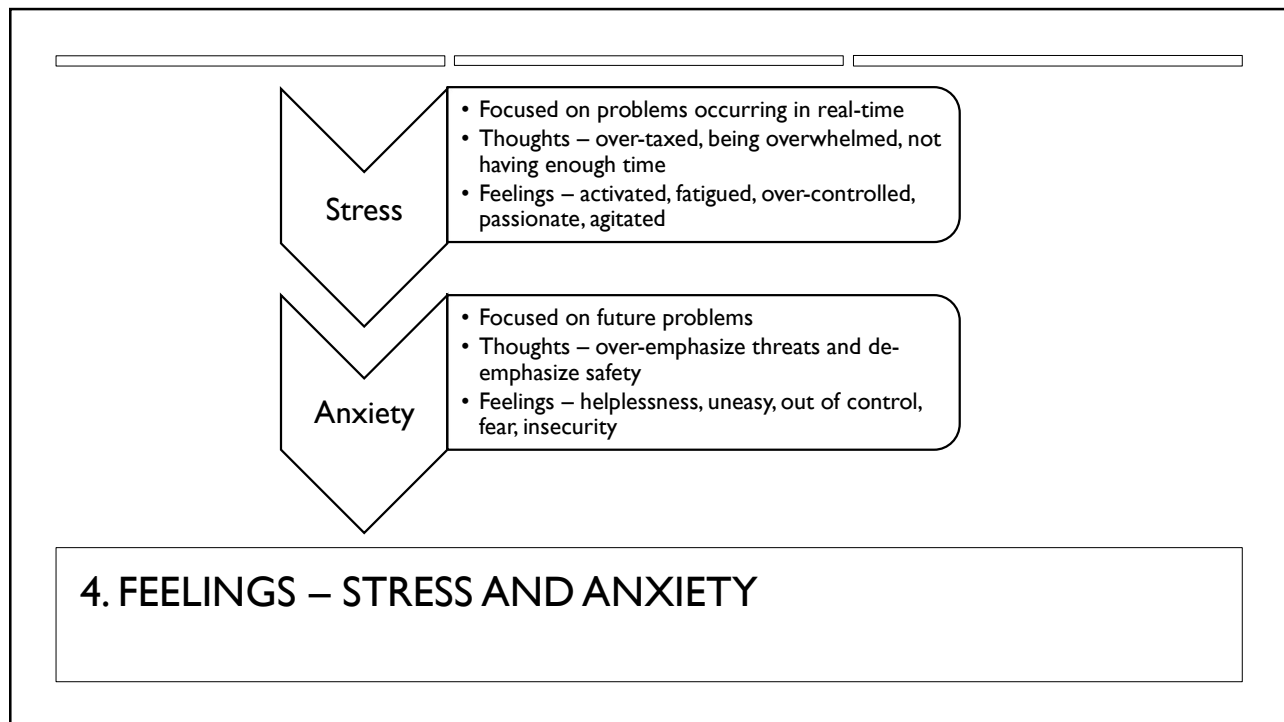 Stress
• Focused on problems occurring in real-time
• Thoughts – over-taxed, being overwhelmed, not
having enough time
• Feelings – activated, fatigued, over-controlled,
passionate, agitated
Anxiety
• Focused on future problems
• Thoughts – over-emphasize threats and de-
emphasize safety
• Feelings – helplessness, uneasy, out of control,
fear, insecurity
4. FEELINGS – STRESS AND ANXIETY